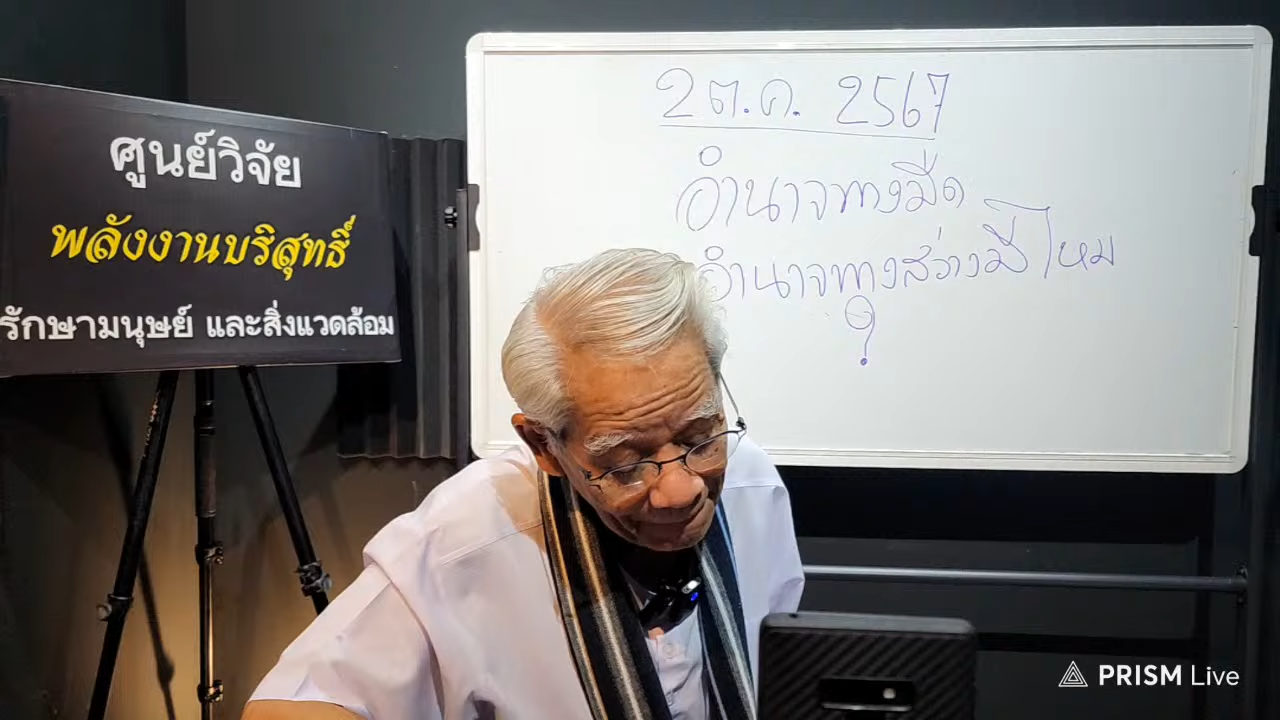 ศูนย์วิจัย
พลังงานบริสุทธิ์
รักษามนุษย์ และสิ่งแวดล้อม
2 ต.ค. 2567
อำนาจทางมืด
อำนาจทางสว่างมีไหม
?
PRISM Live